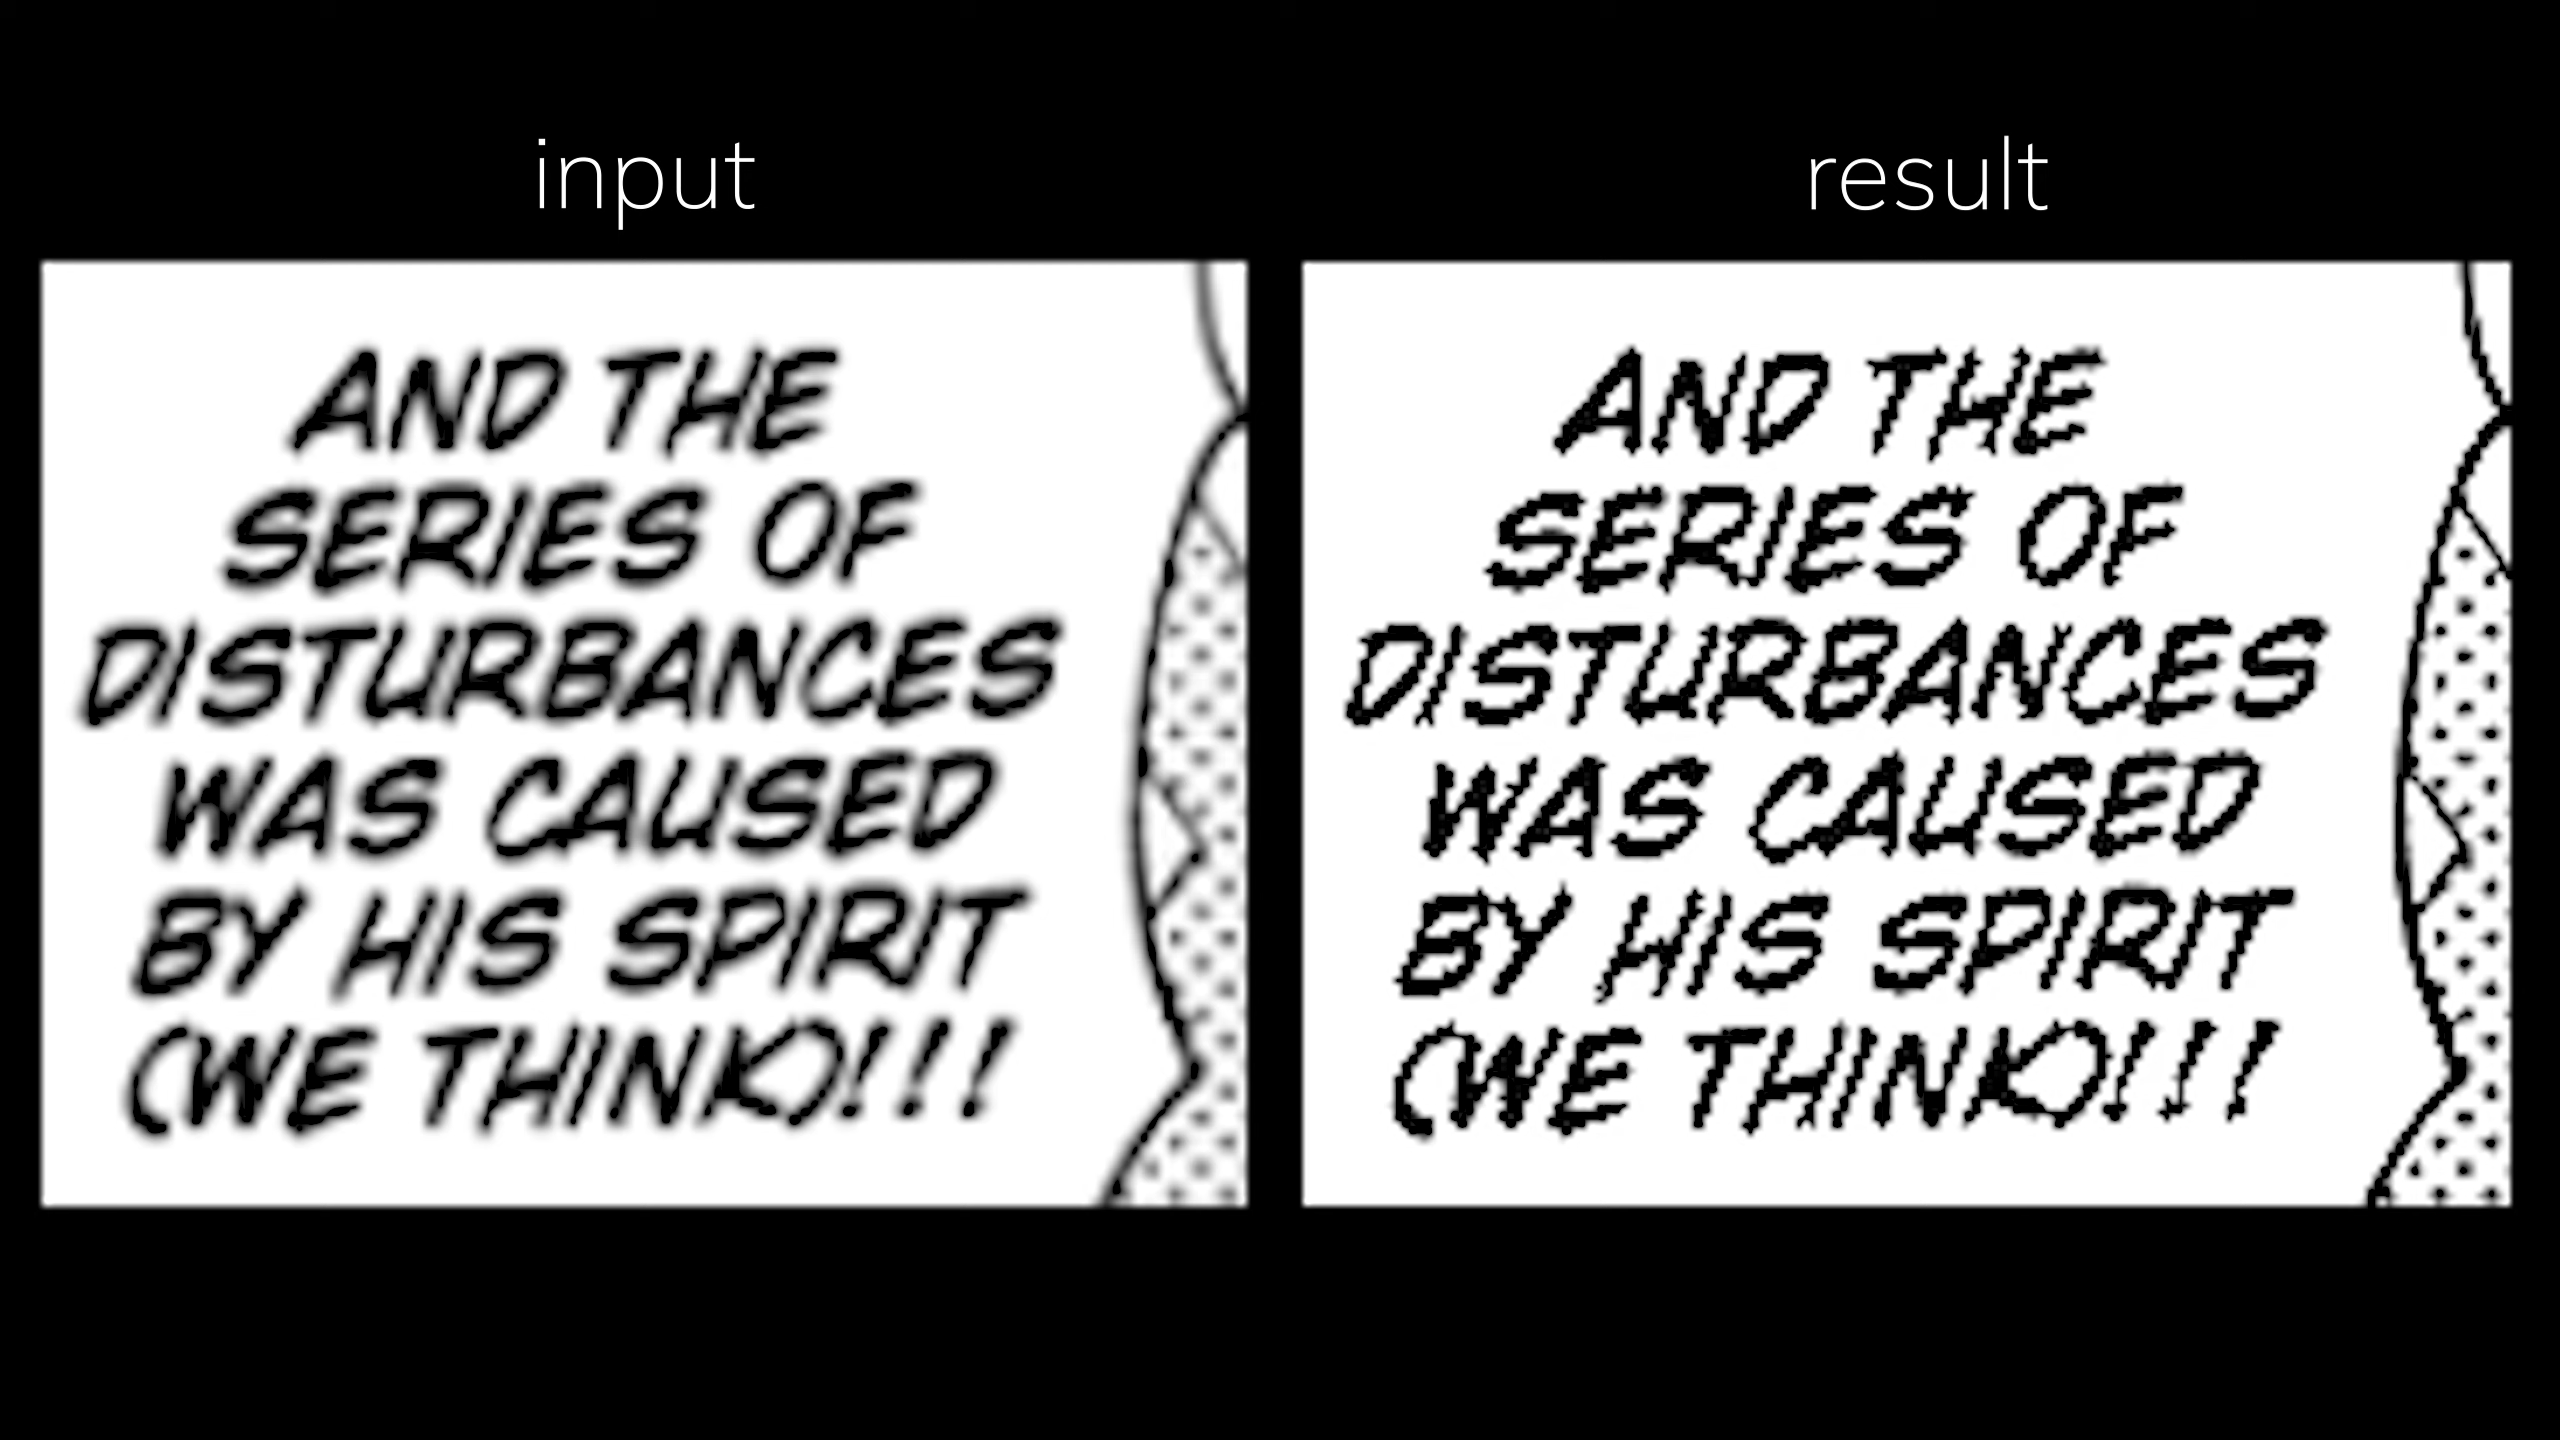 input
AND THE
SERIES OF
DISTURBANCES
WAS CAUSED
BY HIS SPIRIT
(WE THINK)!!!
result
AND THE
SERIES OF
DISTURBANCES
WAS CAUSED
BY HIS SPIRIT
(WE THINK)!!!